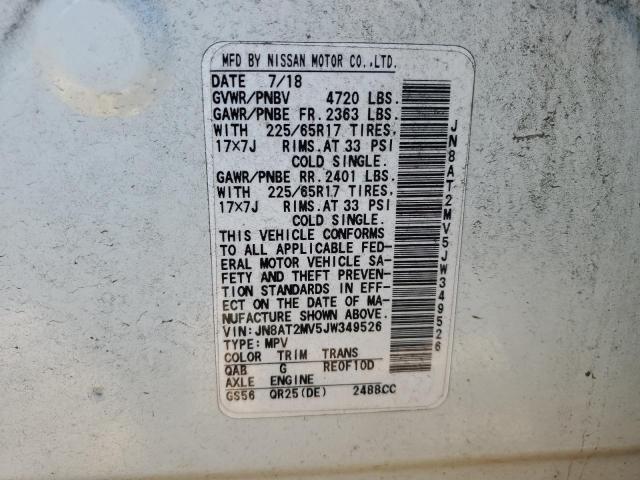 MFD BY NISSAN MOTOR CO.,LTD.
DATE 7/18
GVWR/PNBV 4720 LBS.
GAWR/PNBE FR. 2363 LBS.
WITH 225/65R17 TIRES,
17×7J RIMS.AT 33 PSI
COLD SINGLE.
GAWR/PNBE RR. 2401 LBS.
WITH 225/65R17 TIRES,
17×7J RIMS.AT 33 PSI
COLD SINGLE.
THIS VEHICLE CONFORMS
TO ALL APPLICABLE FED-
ERAL MOTOR VEHICLE SA-
FETY AND THEFT PREVEN-
TION STANDARDS IN EFF-
ECT ON THE DATE OF MA-
NUFACTURE SHOWN ABOVE.
VIN: JN8AT2MV5JW349526
TYPE: MPV
COLOR TRIM TRANS
QAB G RE0F10D
AXLE ENGINE
GS56 QR25(DE) 2488CC
JN8AT2MV5JW349526